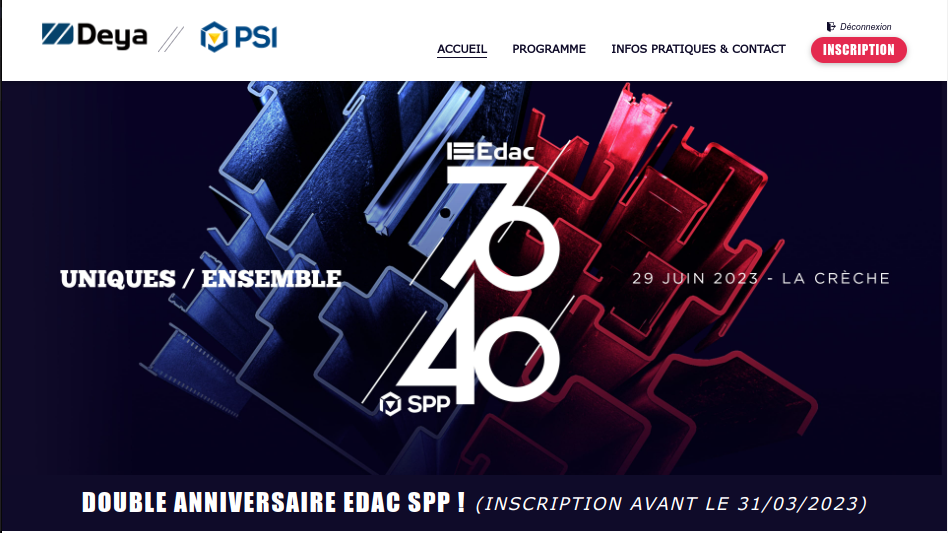 Deya // PSI
Déconnexion
ACCUEIL PROGRAMME INFOS PRATIQUES & CONTACT INSCRIPTION
Edac
70
UNIQUES / ENSEMBLE
29 JUIN 2023 - LA CRÈCHE
40
SPP
DOUBLE ANNIVERSAIRE EDAC SPP ! (INSCRIPTION AVANT LE 31/03/2023)